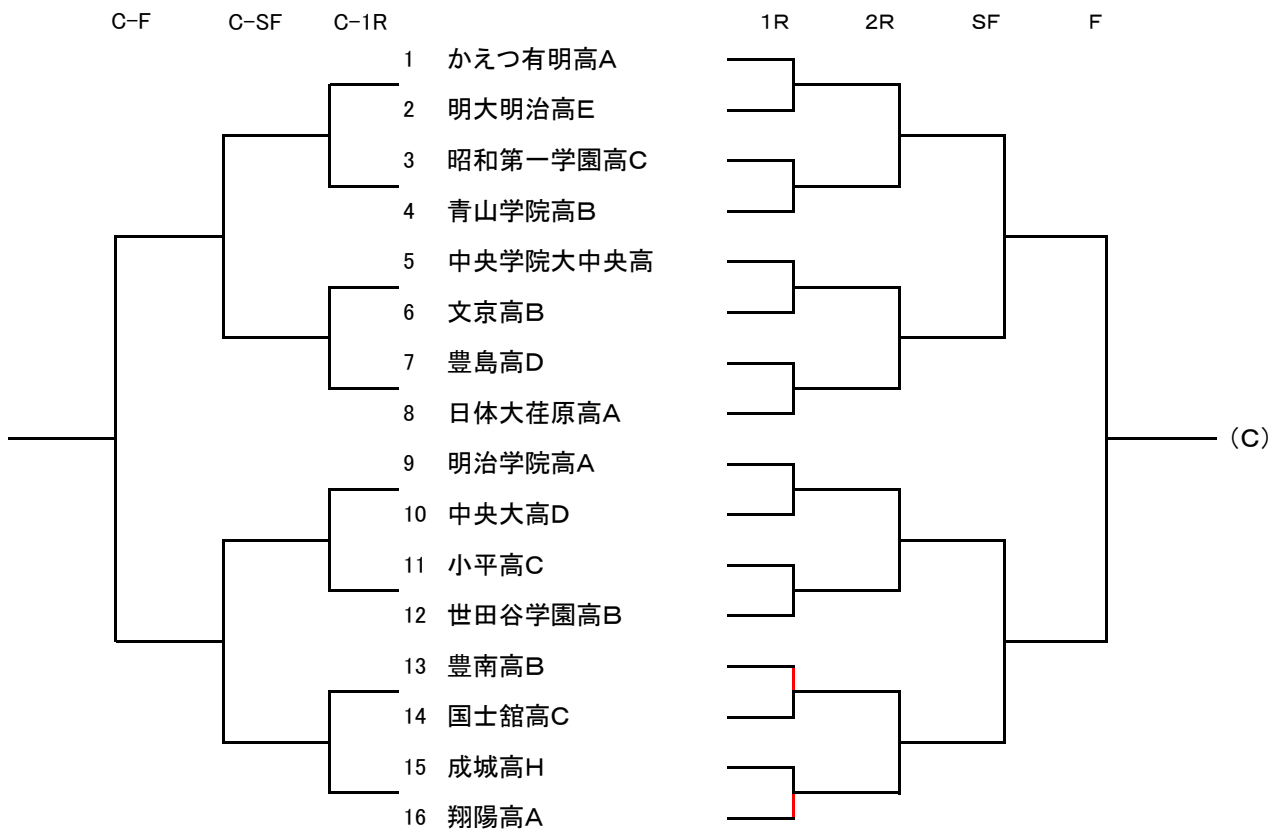 C-F C-SF C-1R 1R 2R SF F
1 かえつ有明高A
2 明大明治高E
3 昭和第一学園高C
4 青山学院高B
5 中央学院大中央高
6 文京高B
7 豊島高D
8 日体大荏原高A
(C)
9 明治学院高A
10 中央大高D
11 小平高C
12 世田谷学園高B
13 豊南高B
14 国士舘高C
15 成城高H
16 翔陽高A